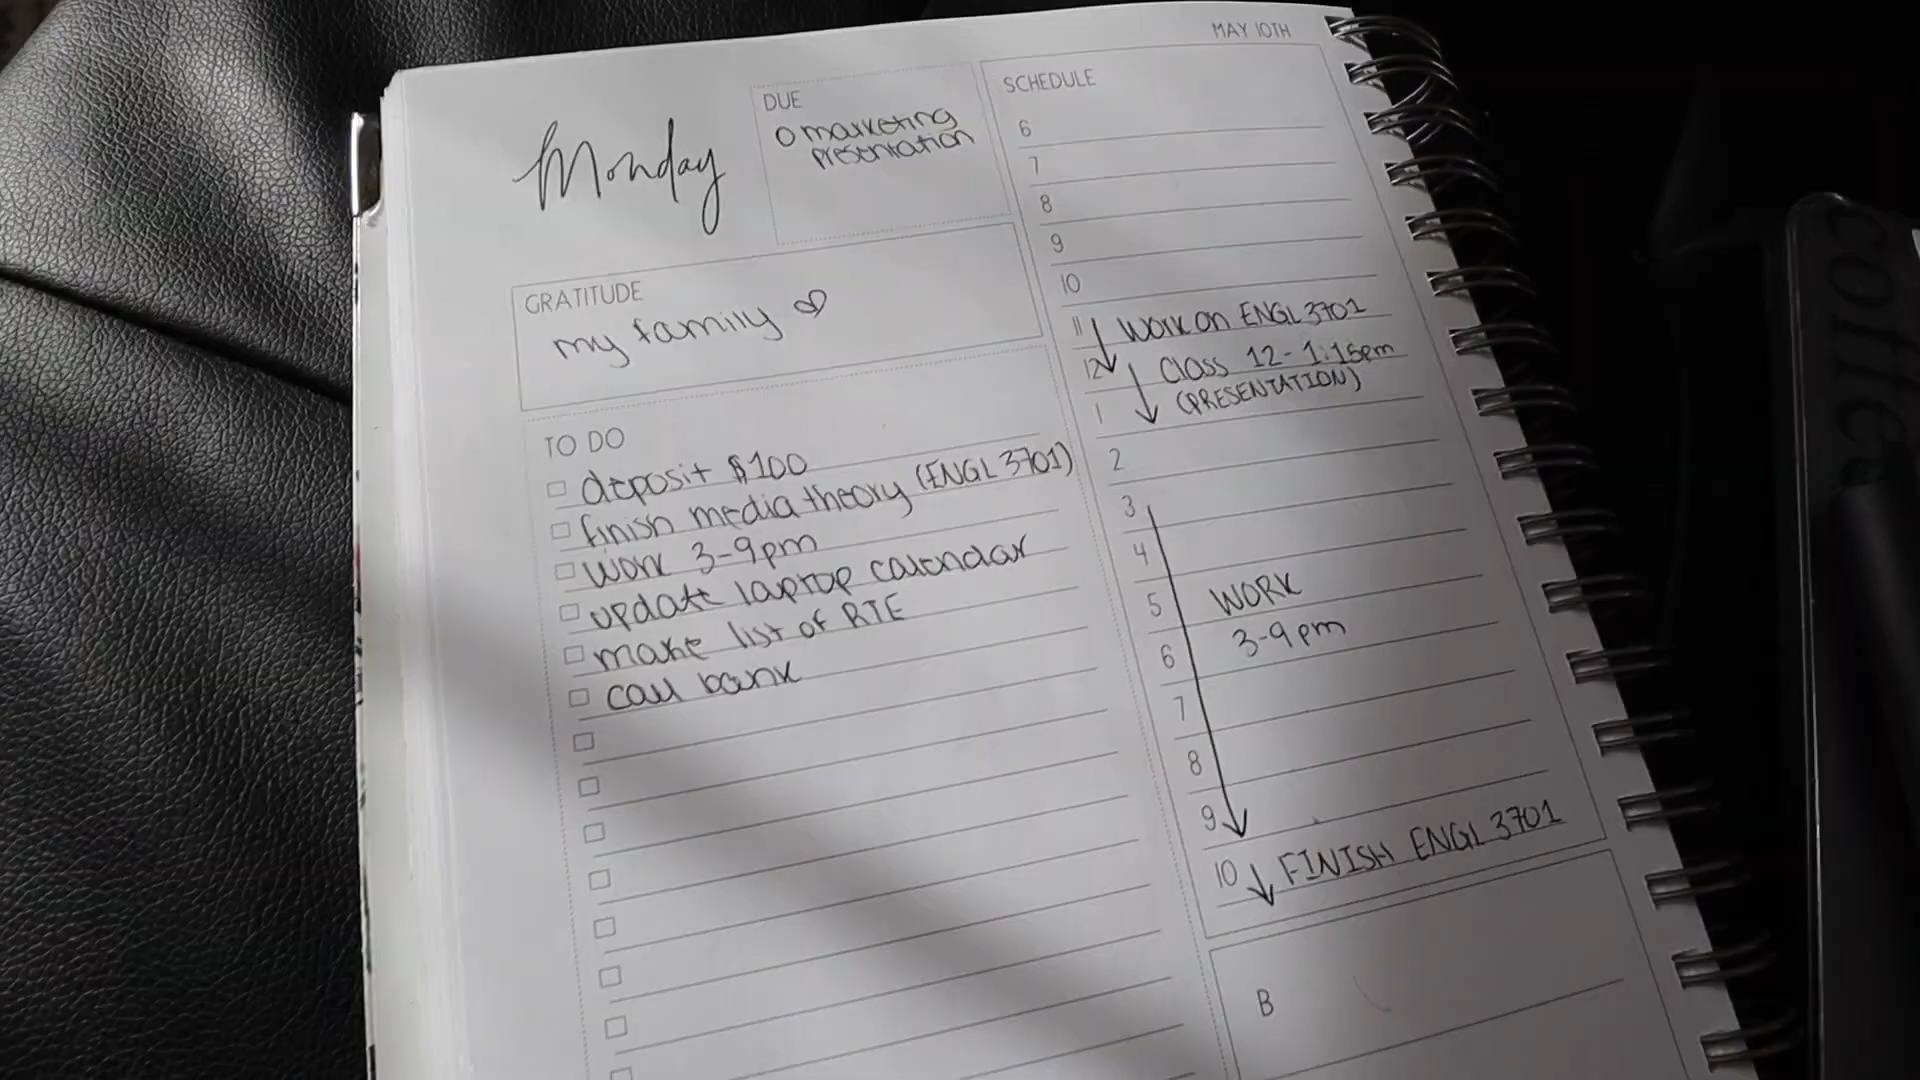 MAY 10TH
Monday
DUE
marketing
presentation
GRATITUDE
my family
TO DO
deposit $100
finish media theory (ENGL 3701)
work 3-9pm
update laptop calendar
make list of RTE
call bank
SCHEDULE
6
7
8
9
10
11 Work on ENGL 3701
12 Class 12-1:15pm
(PRESENTATION)
1
2
3
4
5 WORK
3-9pm
6
7
8
9
10 FINISH ENGL 3701
B
coffee